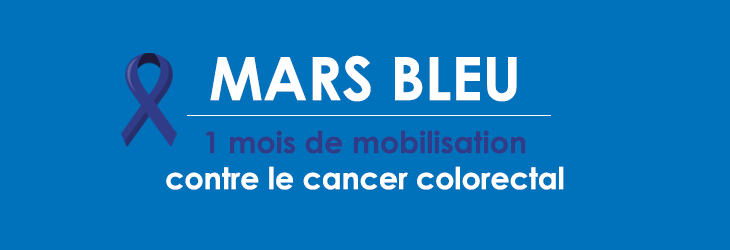 MARS BLEU
1 mois de mobilisation
contre le cancer colorectal